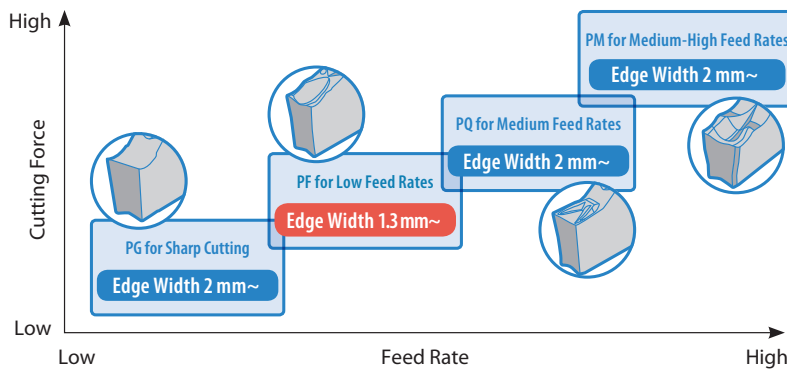 High
PM for Medium-High Feed Rates
Edge Width 2 mm~
PQ for Medium Feed Rates
Edge Width 2 mm~
PF for Low Feed Rates
Edge Width 1.3 mm~
PG for Sharp Cutting
Edge Width 2 mm~
Cutting Force
Low
Low
Feed Rate
High